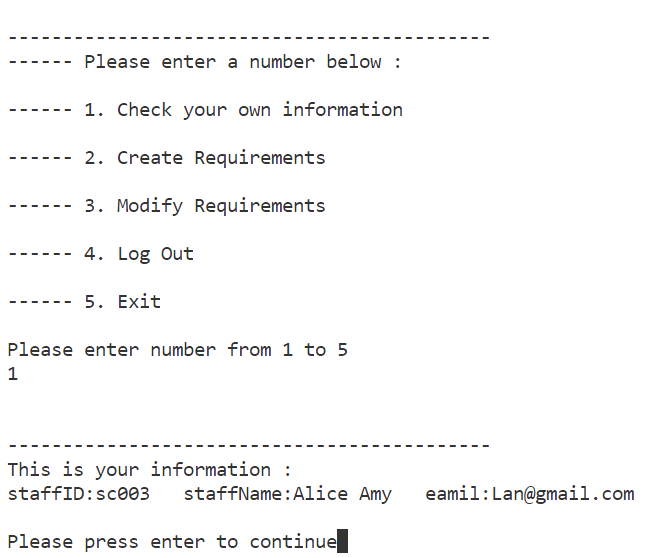 --------------------------------------------
------ Please enter a number below :
------ 1. Check your own information
------ 2. Create Requirements
------ 3. Modify Requirements
------ 4. Log Out
------ 5. Exit
Please enter number from 1 to 5
1
--------------------------------------------
This is your information :
staffID:sc003   staffName:Alice Amy   eamil:Lan@gmail.com
Please press enter to continue